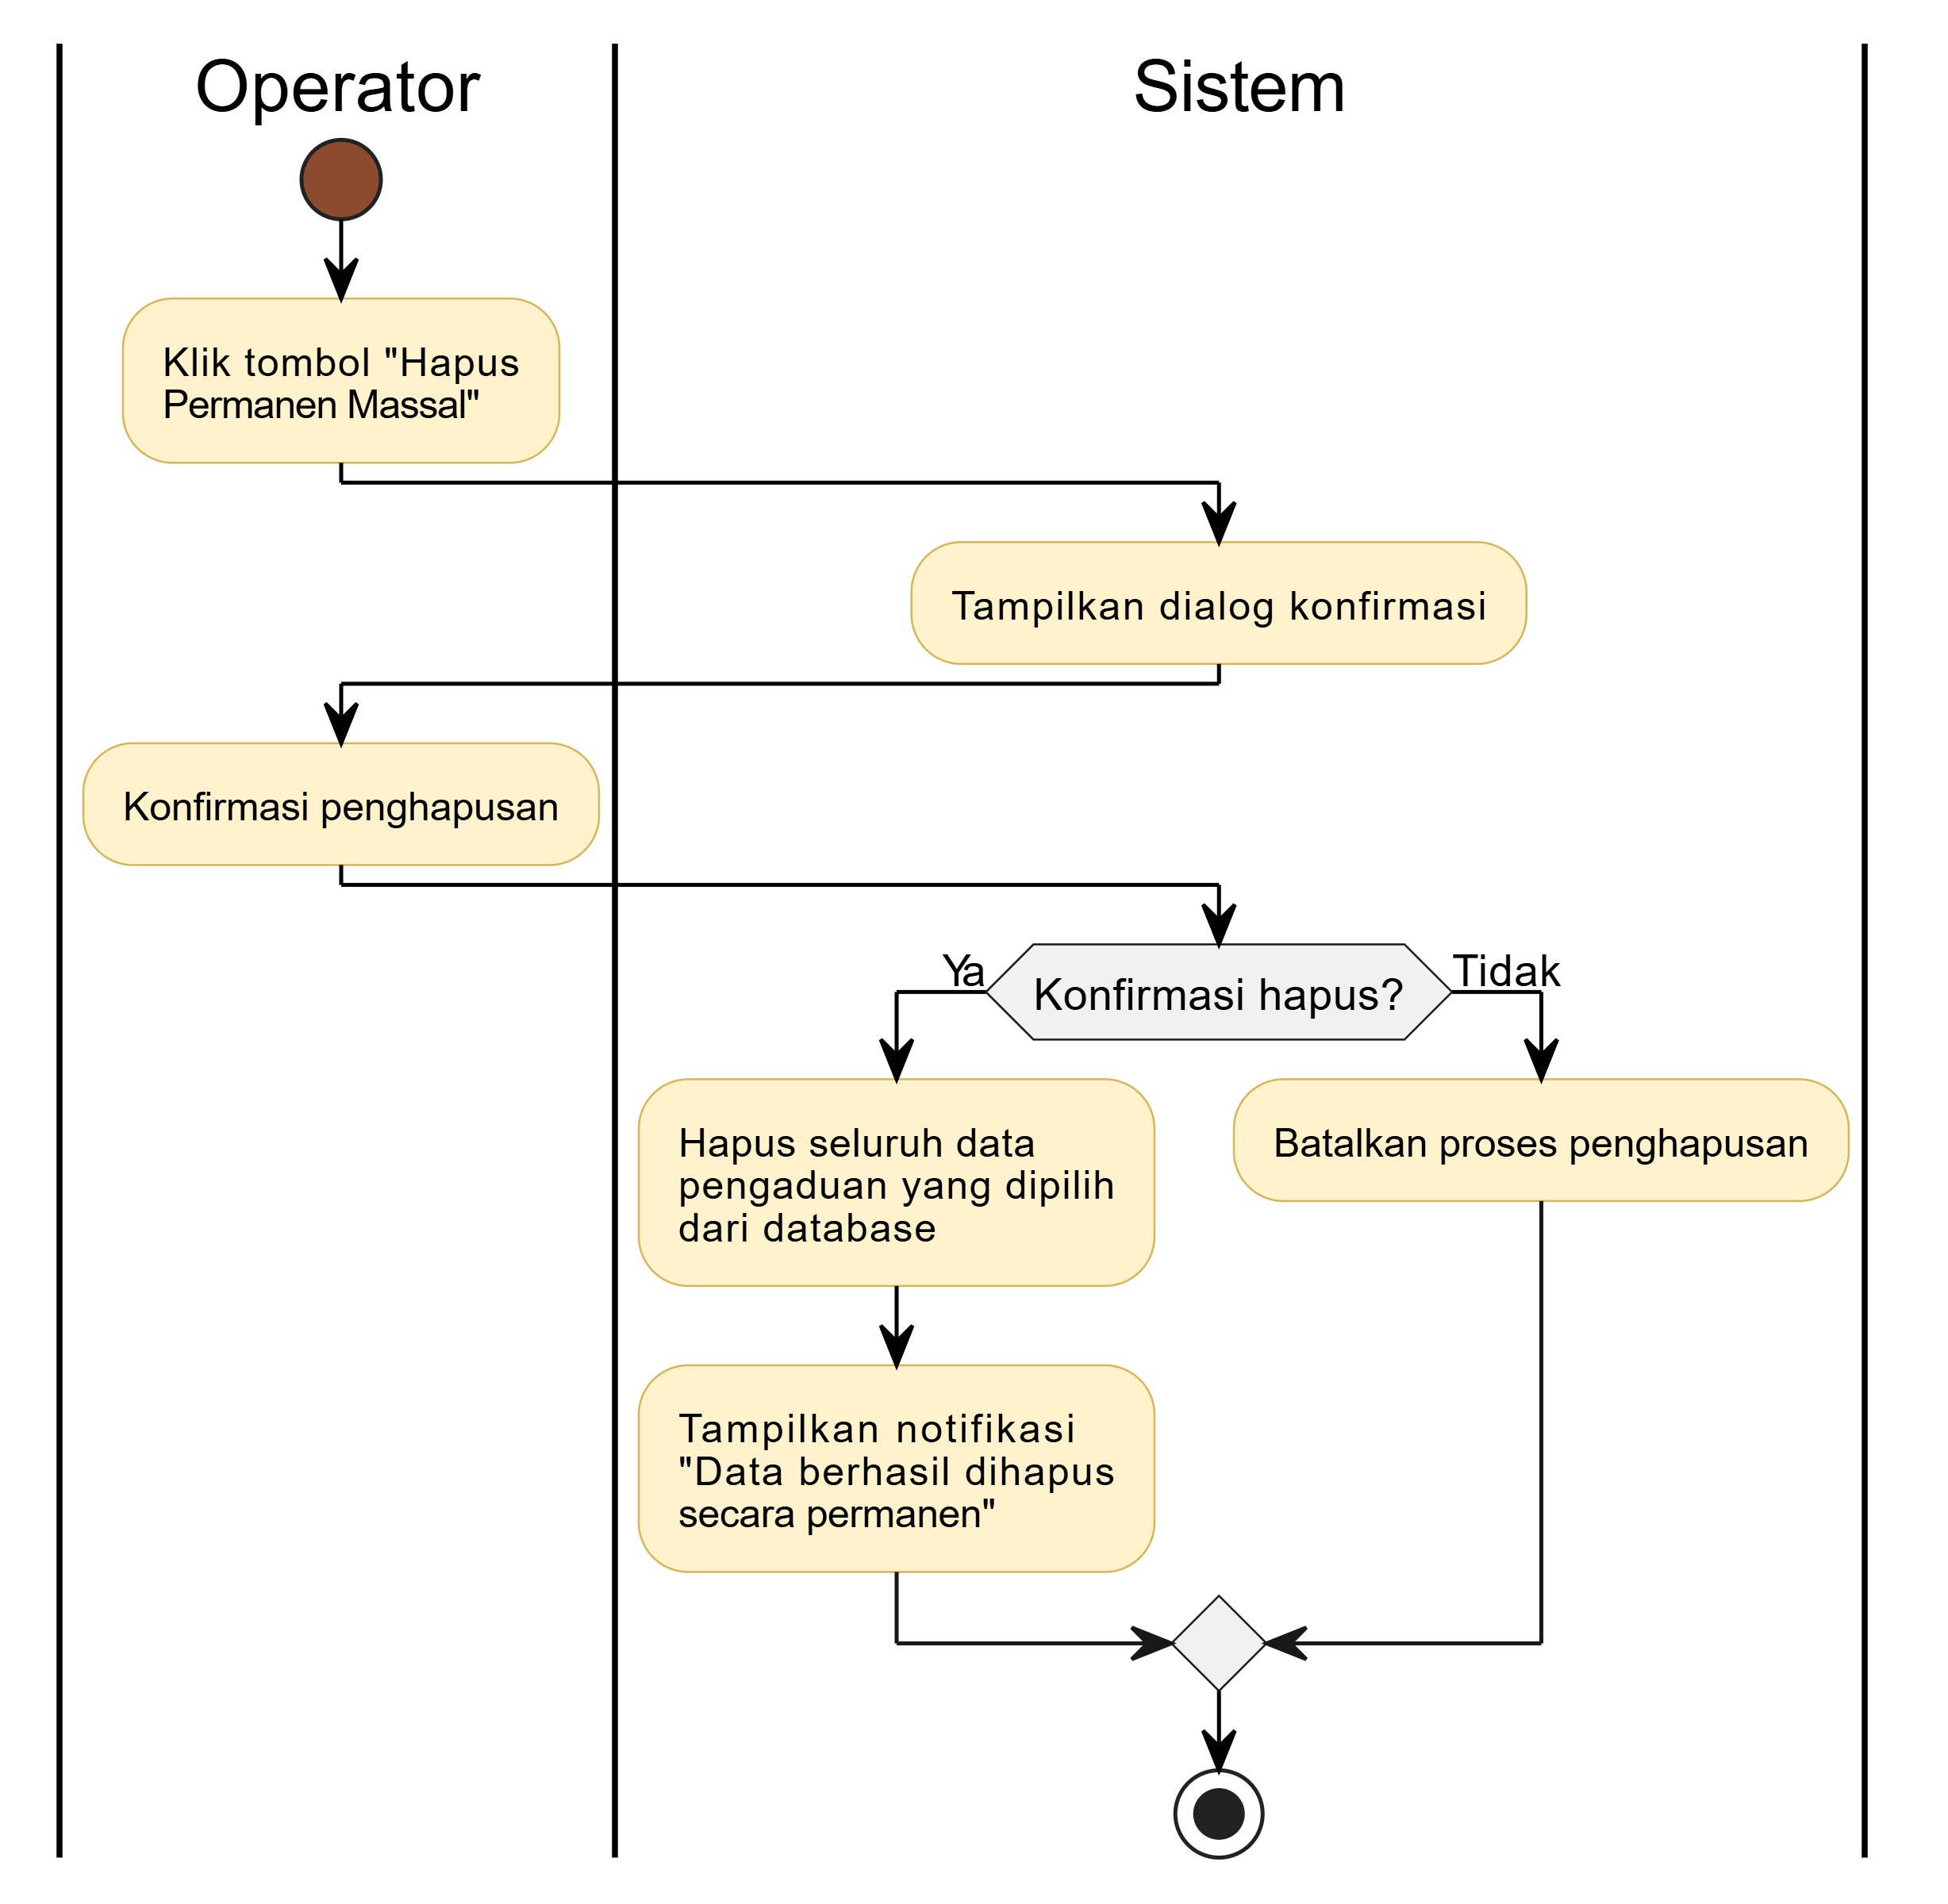 Operator
Sistem
Klik tombol "Hapus
Permanen Massal"
Tampilkan dialog konfirmasi
Konfirmasi penghapusan
Ya
Konfirmasi hapus?
Tidak
Hapus seluruh data
pengaduan yang dipilih
dari database
Batalkan proses penghapusan
Tampilkan notifikasi
"Data berhasil dihapus
secara permanen"